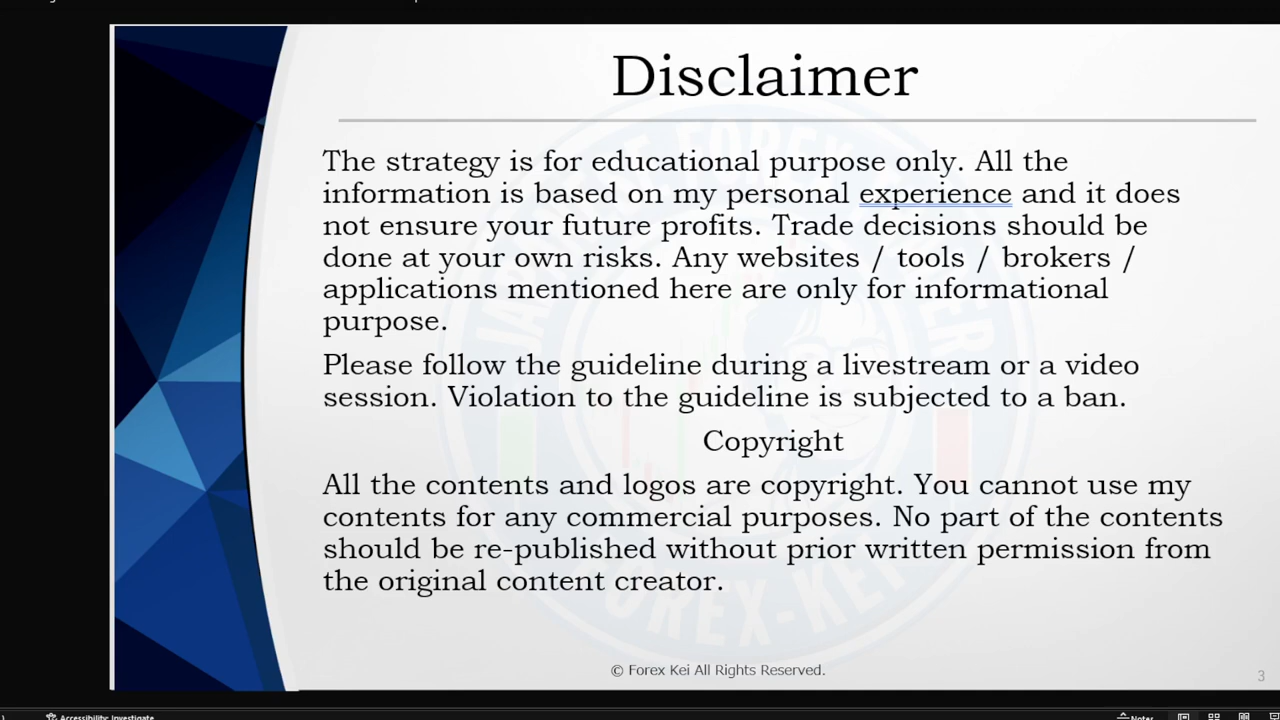 Disclaimer
The strategy is for educational purpose only. All the
information is based on my personal experience and it does
not ensure your future profits. Trade decisions should be
done at your own risks. Any websites / tools / brokers /
applications mentioned here are only for informational
purpose.
Please follow the guideline during a livestream or a video
session. Violation to the guideline is subjected to a ban.
Copyright
All the contents and logos are copyright. You cannot use my
contents for any commercial purposes. No part of the contents
should be re-published without prior written permission from
the original content creator.
© Forex Kei All Rights Reserved.
3
Accessibility: Investigate
Notes